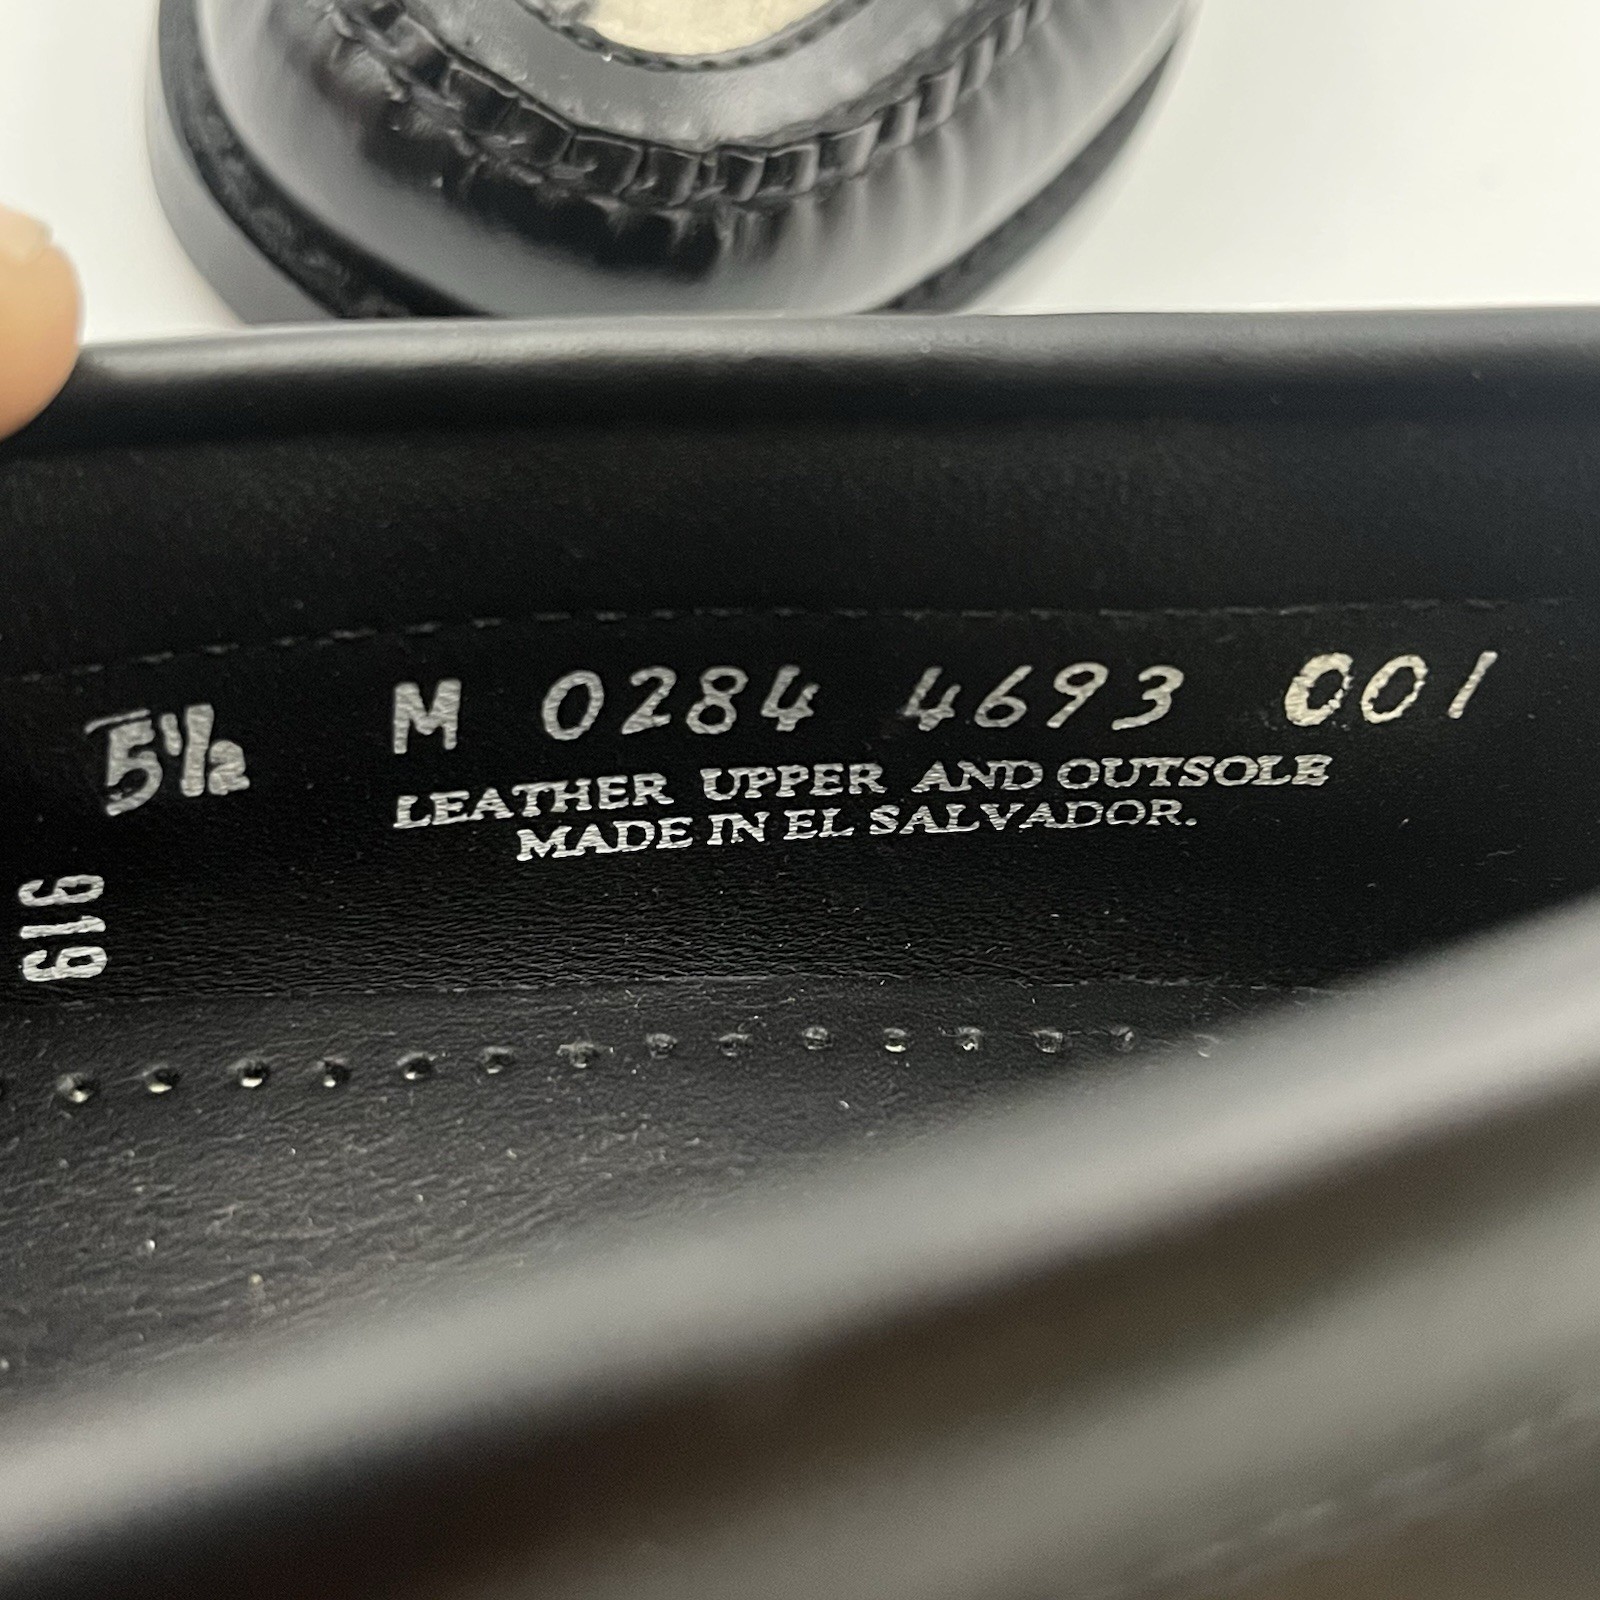 5½ M 0284 4693 001
LEATHER UPPER AND OUTSOLE
MADE IN EL SALVADOR.
919